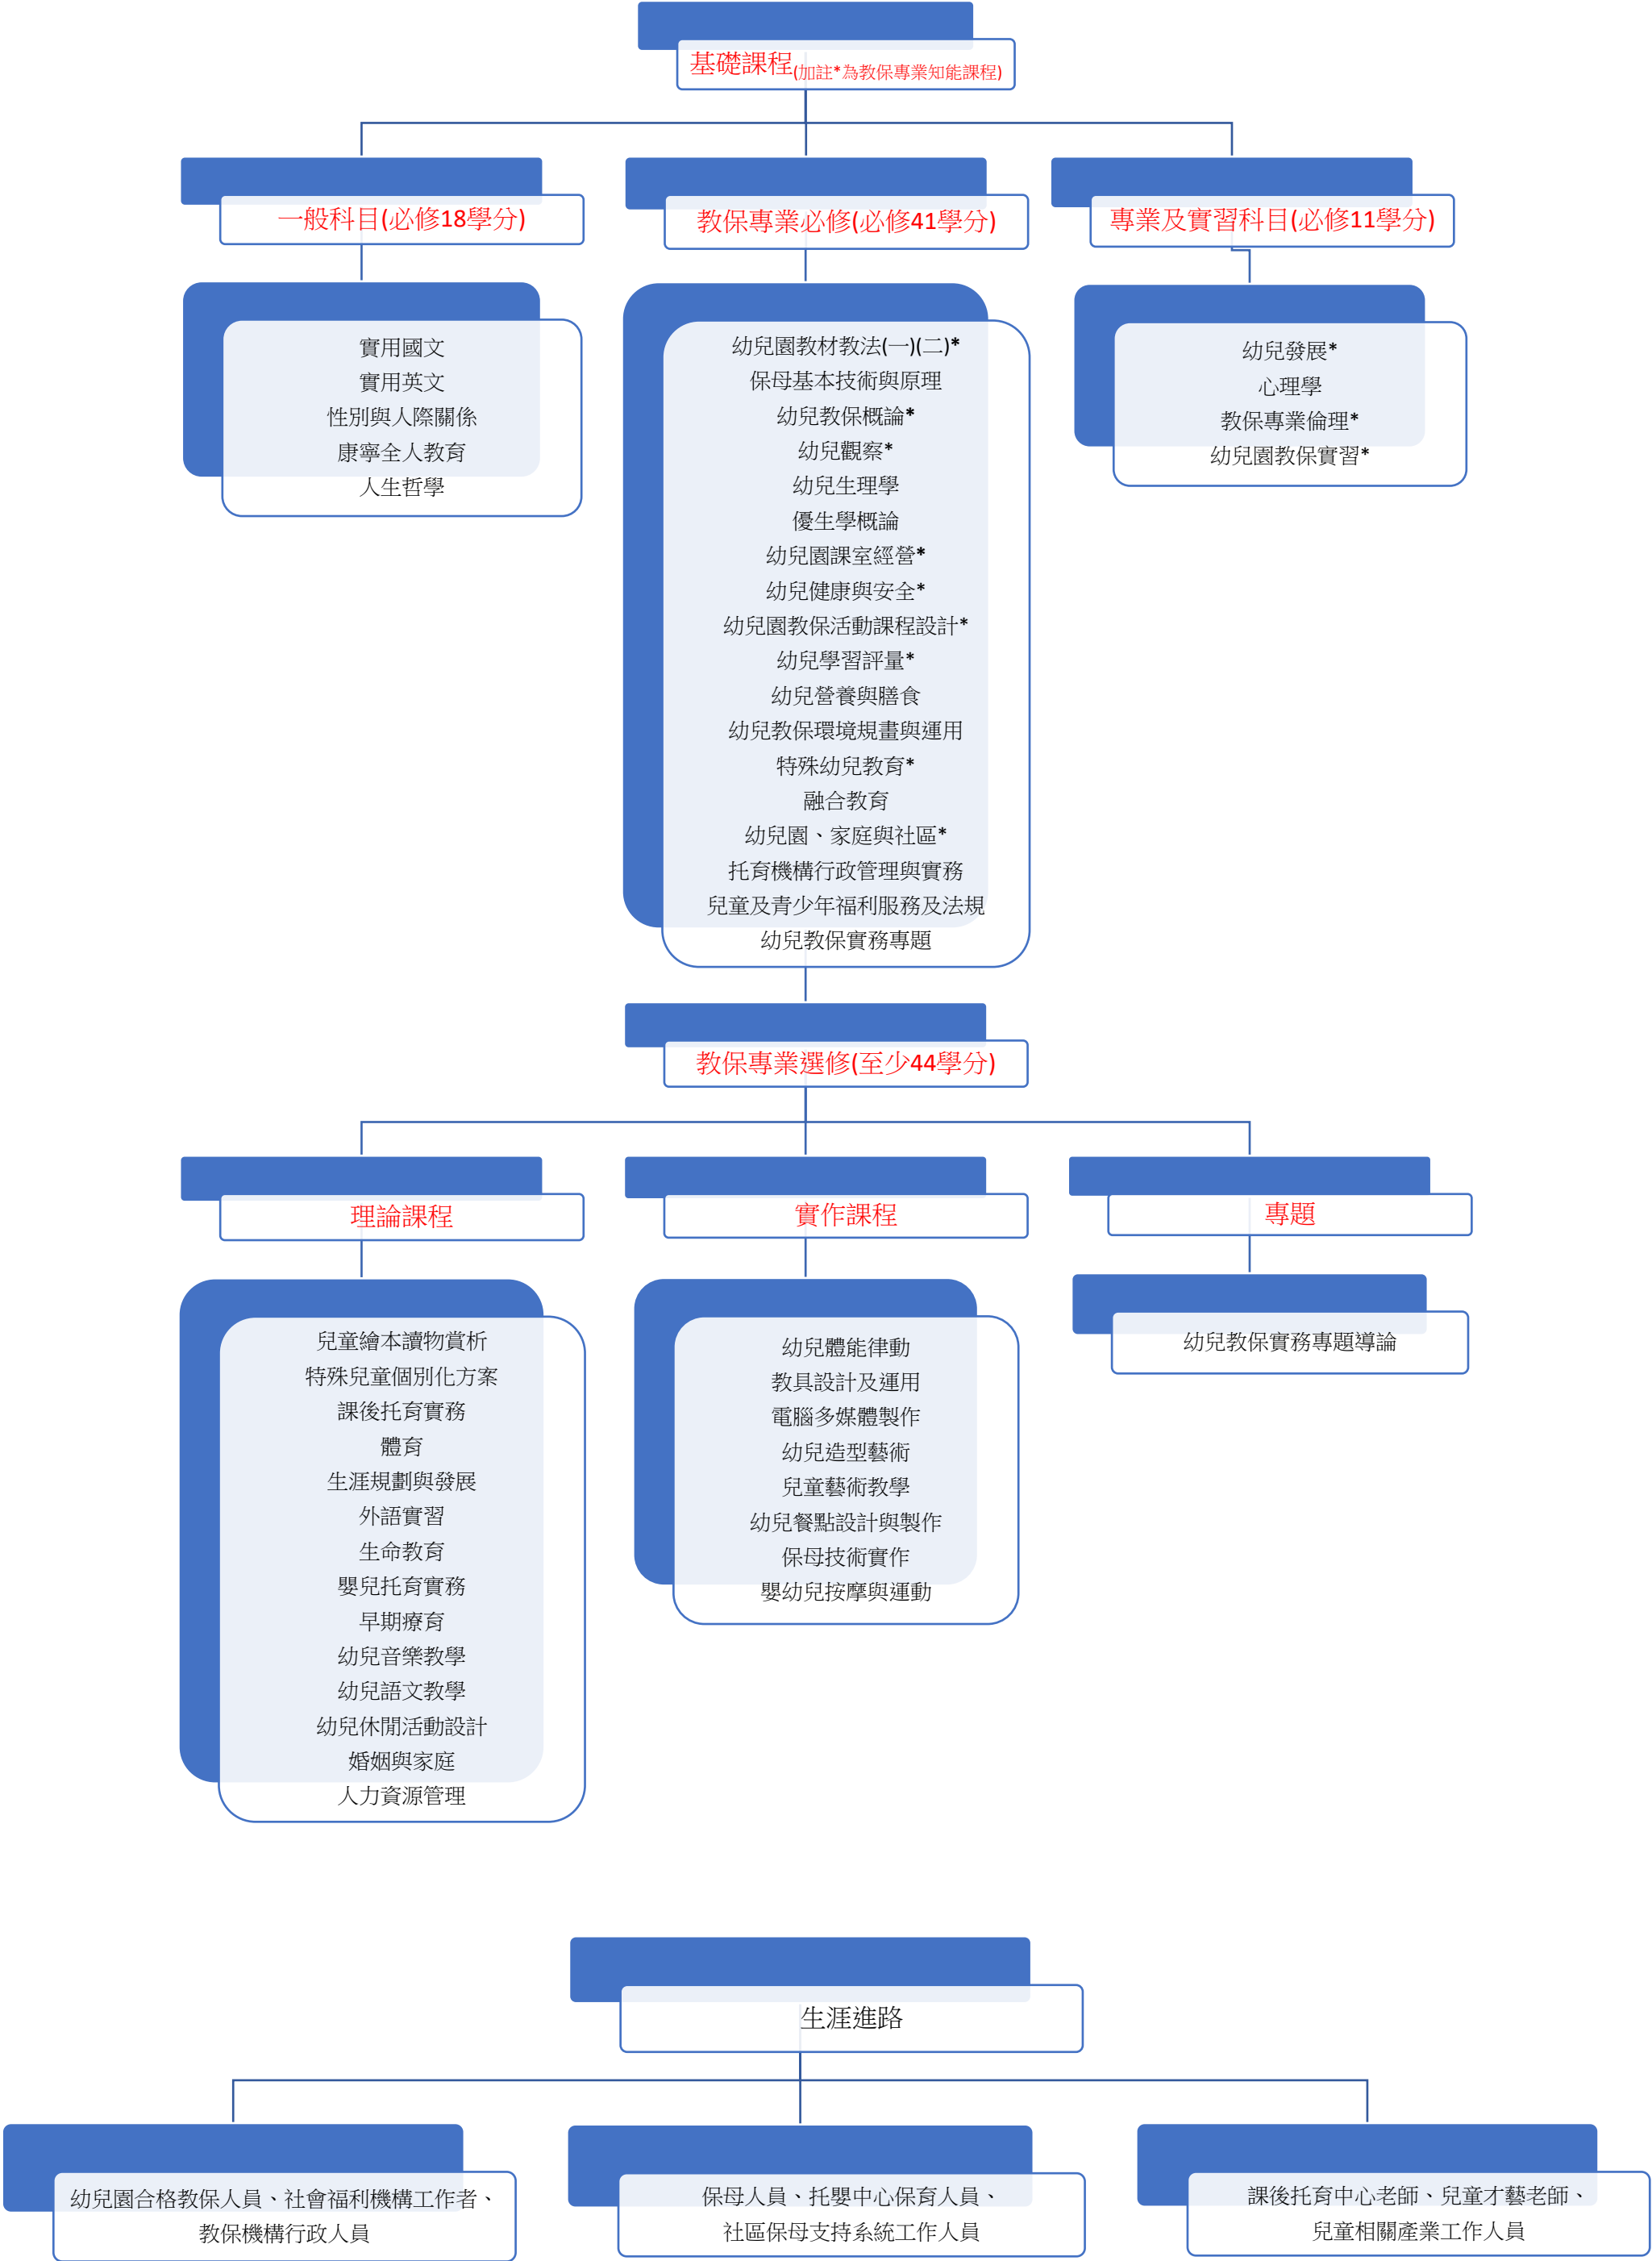 基礎課程(加註*為教保專業知能課程)
一般科目(必修18學分)
教保專業必修(必修41學分)
專業及實習科目(必修11學分)
實用國文
實用英文
性別與人際關係
康寧全人教育
人生哲學
幼兒園教材教法(一)(二)*
保母基本技術與原理
幼兒教保概論*
幼兒觀察*
幼兒生理學
優生學概論
幼兒園課室經營*
幼兒健康與安全*
幼兒園教保活動課程設計*
幼兒學習評量*
幼兒營養與膳食
幼兒教保環境規畫與運用
特殊幼兒教育*
融合教育
幼兒園、家庭與社區*
托育機構行政管理與實務
兒童及青少年福利服務及法規
幼兒教保實務專題
幼兒發展*
心理學
教保專業倫理*
幼兒園教保實習*
教保專業選修(至少44學分)
理論課程
實作課程
專題
兒童繪本讀物賞析
特殊兒童個別化方案
課後托育實務
體育
生涯規劃與發展
外語實習
生命教育
嬰兒托育實務
早期療育
幼兒音樂教學
幼兒語文教學
幼兒休閒活動設計
婚姻與家庭
人力資源管理
幼兒體能律動
教具設計及運用
電腦多媒體製作
幼兒造型藝術
兒童藝術教學
幼兒餐點設計與製作
保母技術實作
嬰幼兒按摩與運動
幼兒教保實務專題導論
生涯進路
幼兒園合格教保人員、社會福利機構工作者、
教保機構行政人員
保母人員、托嬰中心保育人員、
社區保母支持系統工作人員
課後托育中心老師、兒童才藝老師、
兒童相關產業工作人員